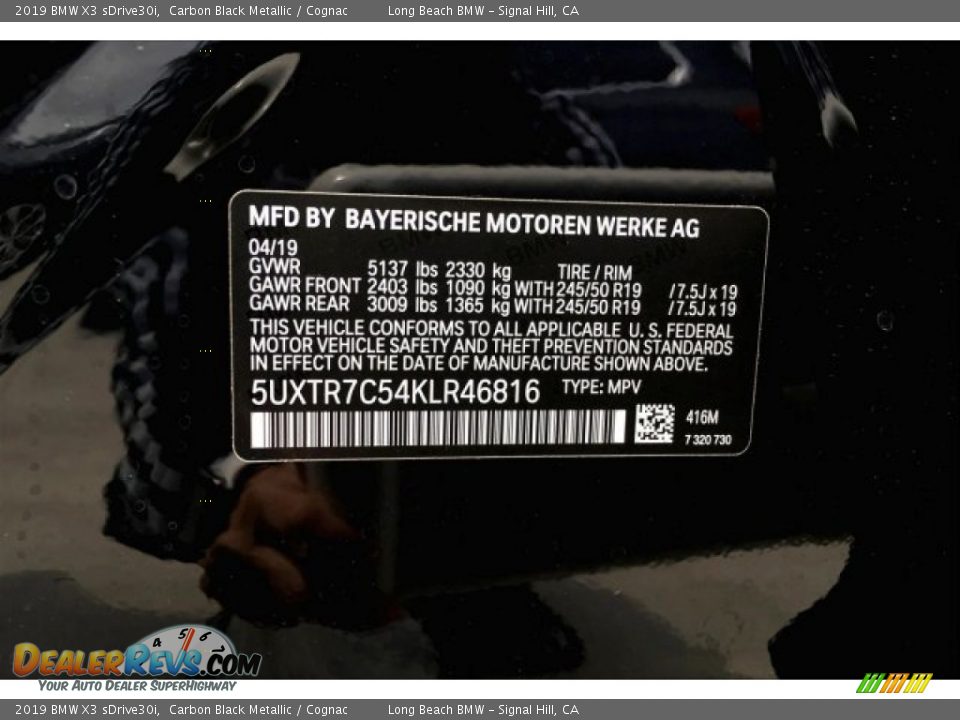 2019 BMW X3 sDrive30i, Carbon Black Metallic / Cognac Long Beach BMW - Signal Hill, CA
MFD BY BAYERISCHE MOTOREN WERKE AG
04/19
GVWR 5137 lbs 2330 kg TIRE / RIM
GAWR FRONT 2403 lbs 1090 kg WITH 245/50 R19 /7.5J x 19
GAWR REAR 3009 lbs 1365 kg WITH 245/50 R19 /7.5J x 19
THIS VEHICLE CONFORMS TO ALL APPLICABLE U. S. FEDERAL
MOTOR VEHICLE SAFETY AND THEFT PREVENTION STANDARDS
IN EFFECT ON THE DATE OF MANUFACTURE SHOWN ABOVE.
5UXTR7C54KLR46816 TYPE: MPV
416M
7 320 730
4 5 6
DEALERREVS.COM
YOUR AUTO DEALER SUPERHIGHWAY
2019 BMW X3 sDrive30i, Carbon Black Metallic / Cognac Long Beach BMW - Signal Hill, CA